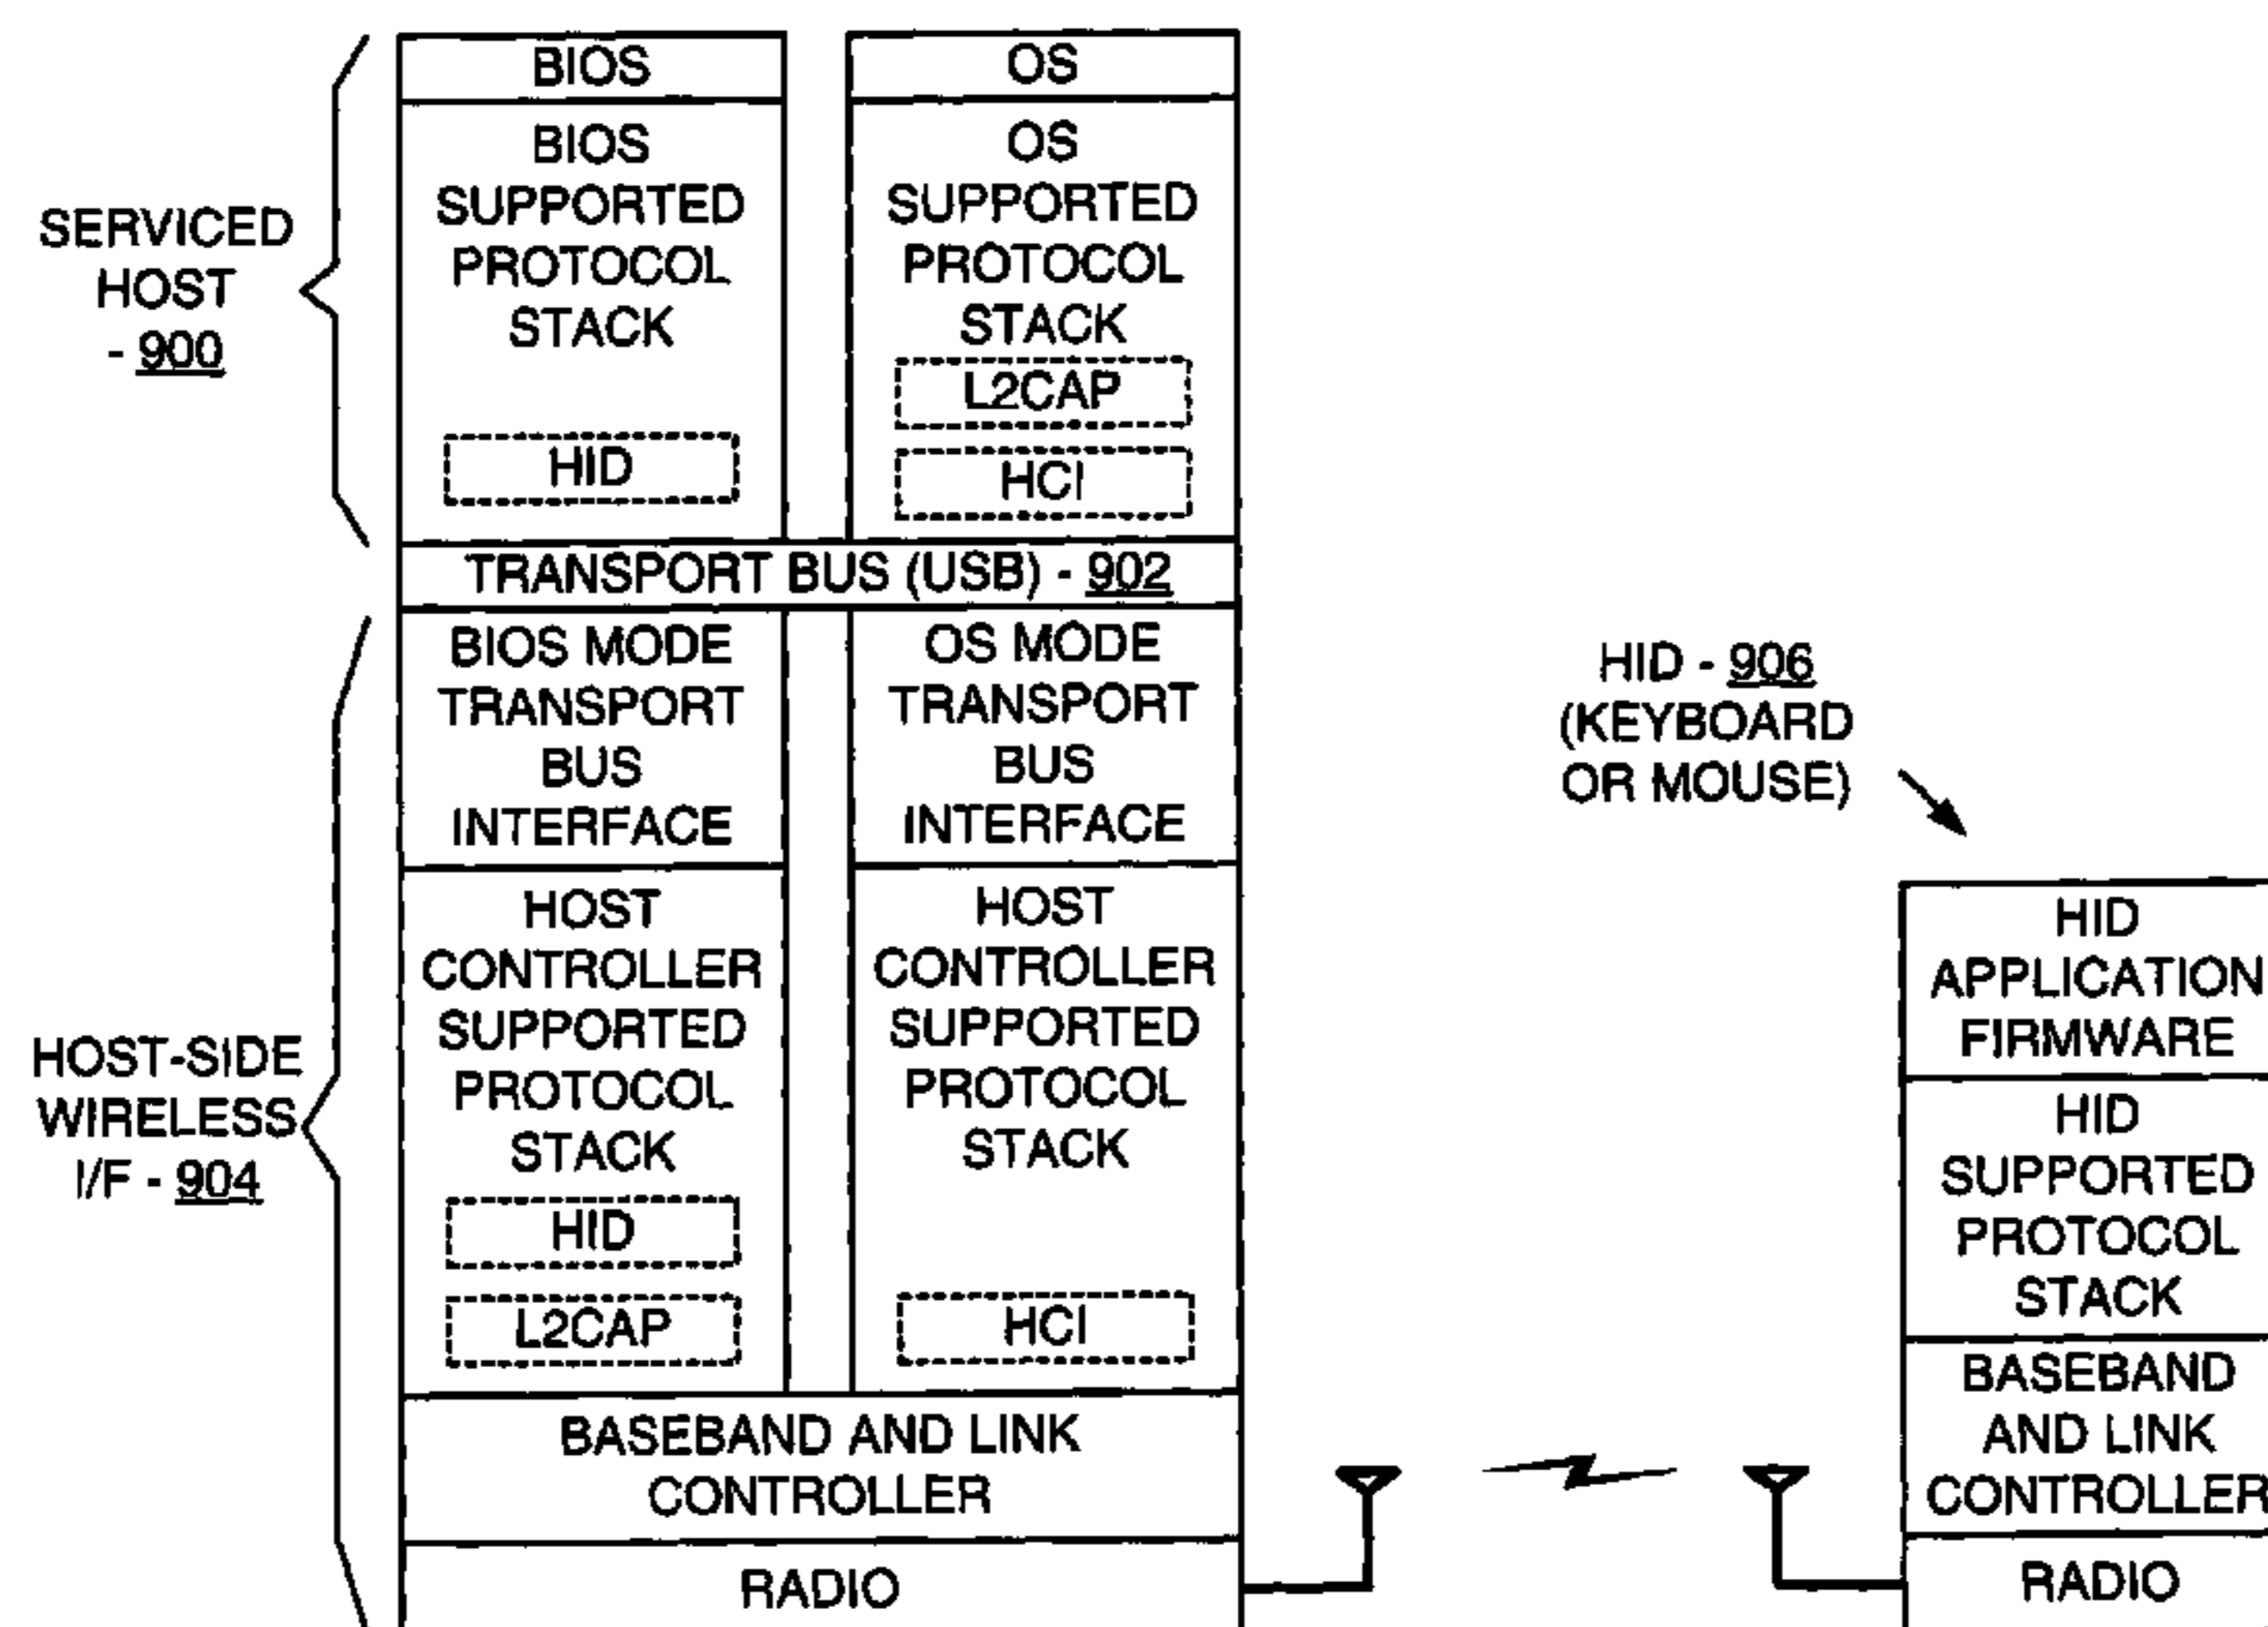 SERVICED
HOST
- 900
BIOS
BIOS
SUPPORTED
PROTOCOL
STACK
HID
OS
OS
SUPPORTED
PROTOCOL
STACK
L2CAP
HCI
TRANSPORT BUS (USB) - 902
HOST-SIDE
WIRELESS
I/F - 904
BIOS MODE
TRANSPORT
BUS
INTERFACE
HOST
CONTROLLER
SUPPORTED
PROTOCOL
STACK
HID
L2CAP
OS MODE
TRANSPORT
BUS
INTERFACE
HOST
CONTROLLER
SUPPORTED
PROTOCOL
STACK
HCI
BASEBAND AND LINK
CONTROLLER
RADIO
HID - 906
(KEYBOARD
OR MOUSE)
HID
APPLICATION
FIRMWARE
HID
SUPPORTED
PROTOCOL
STACK
BASEBAND
AND LINK
CONTROLLER
RADIO